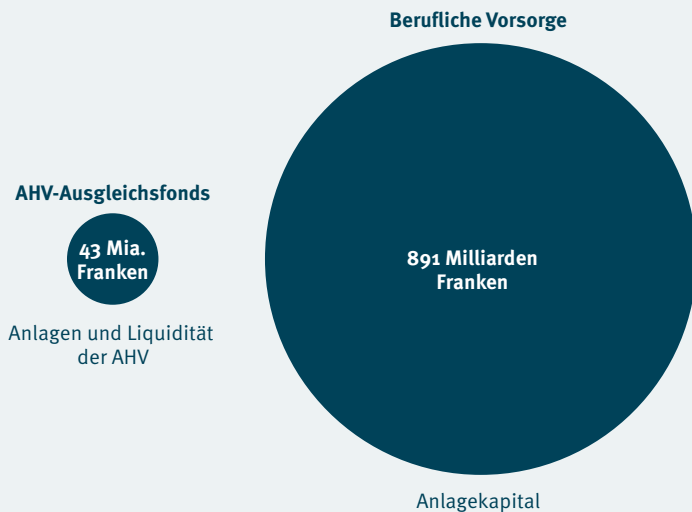 Berufliche Vorsorge
AHV-Ausgleichsfonds
43 Mia.
Franken
891 Milliarden
Franken
Anlagen und Liquidität
der AHV
Anlagekapital